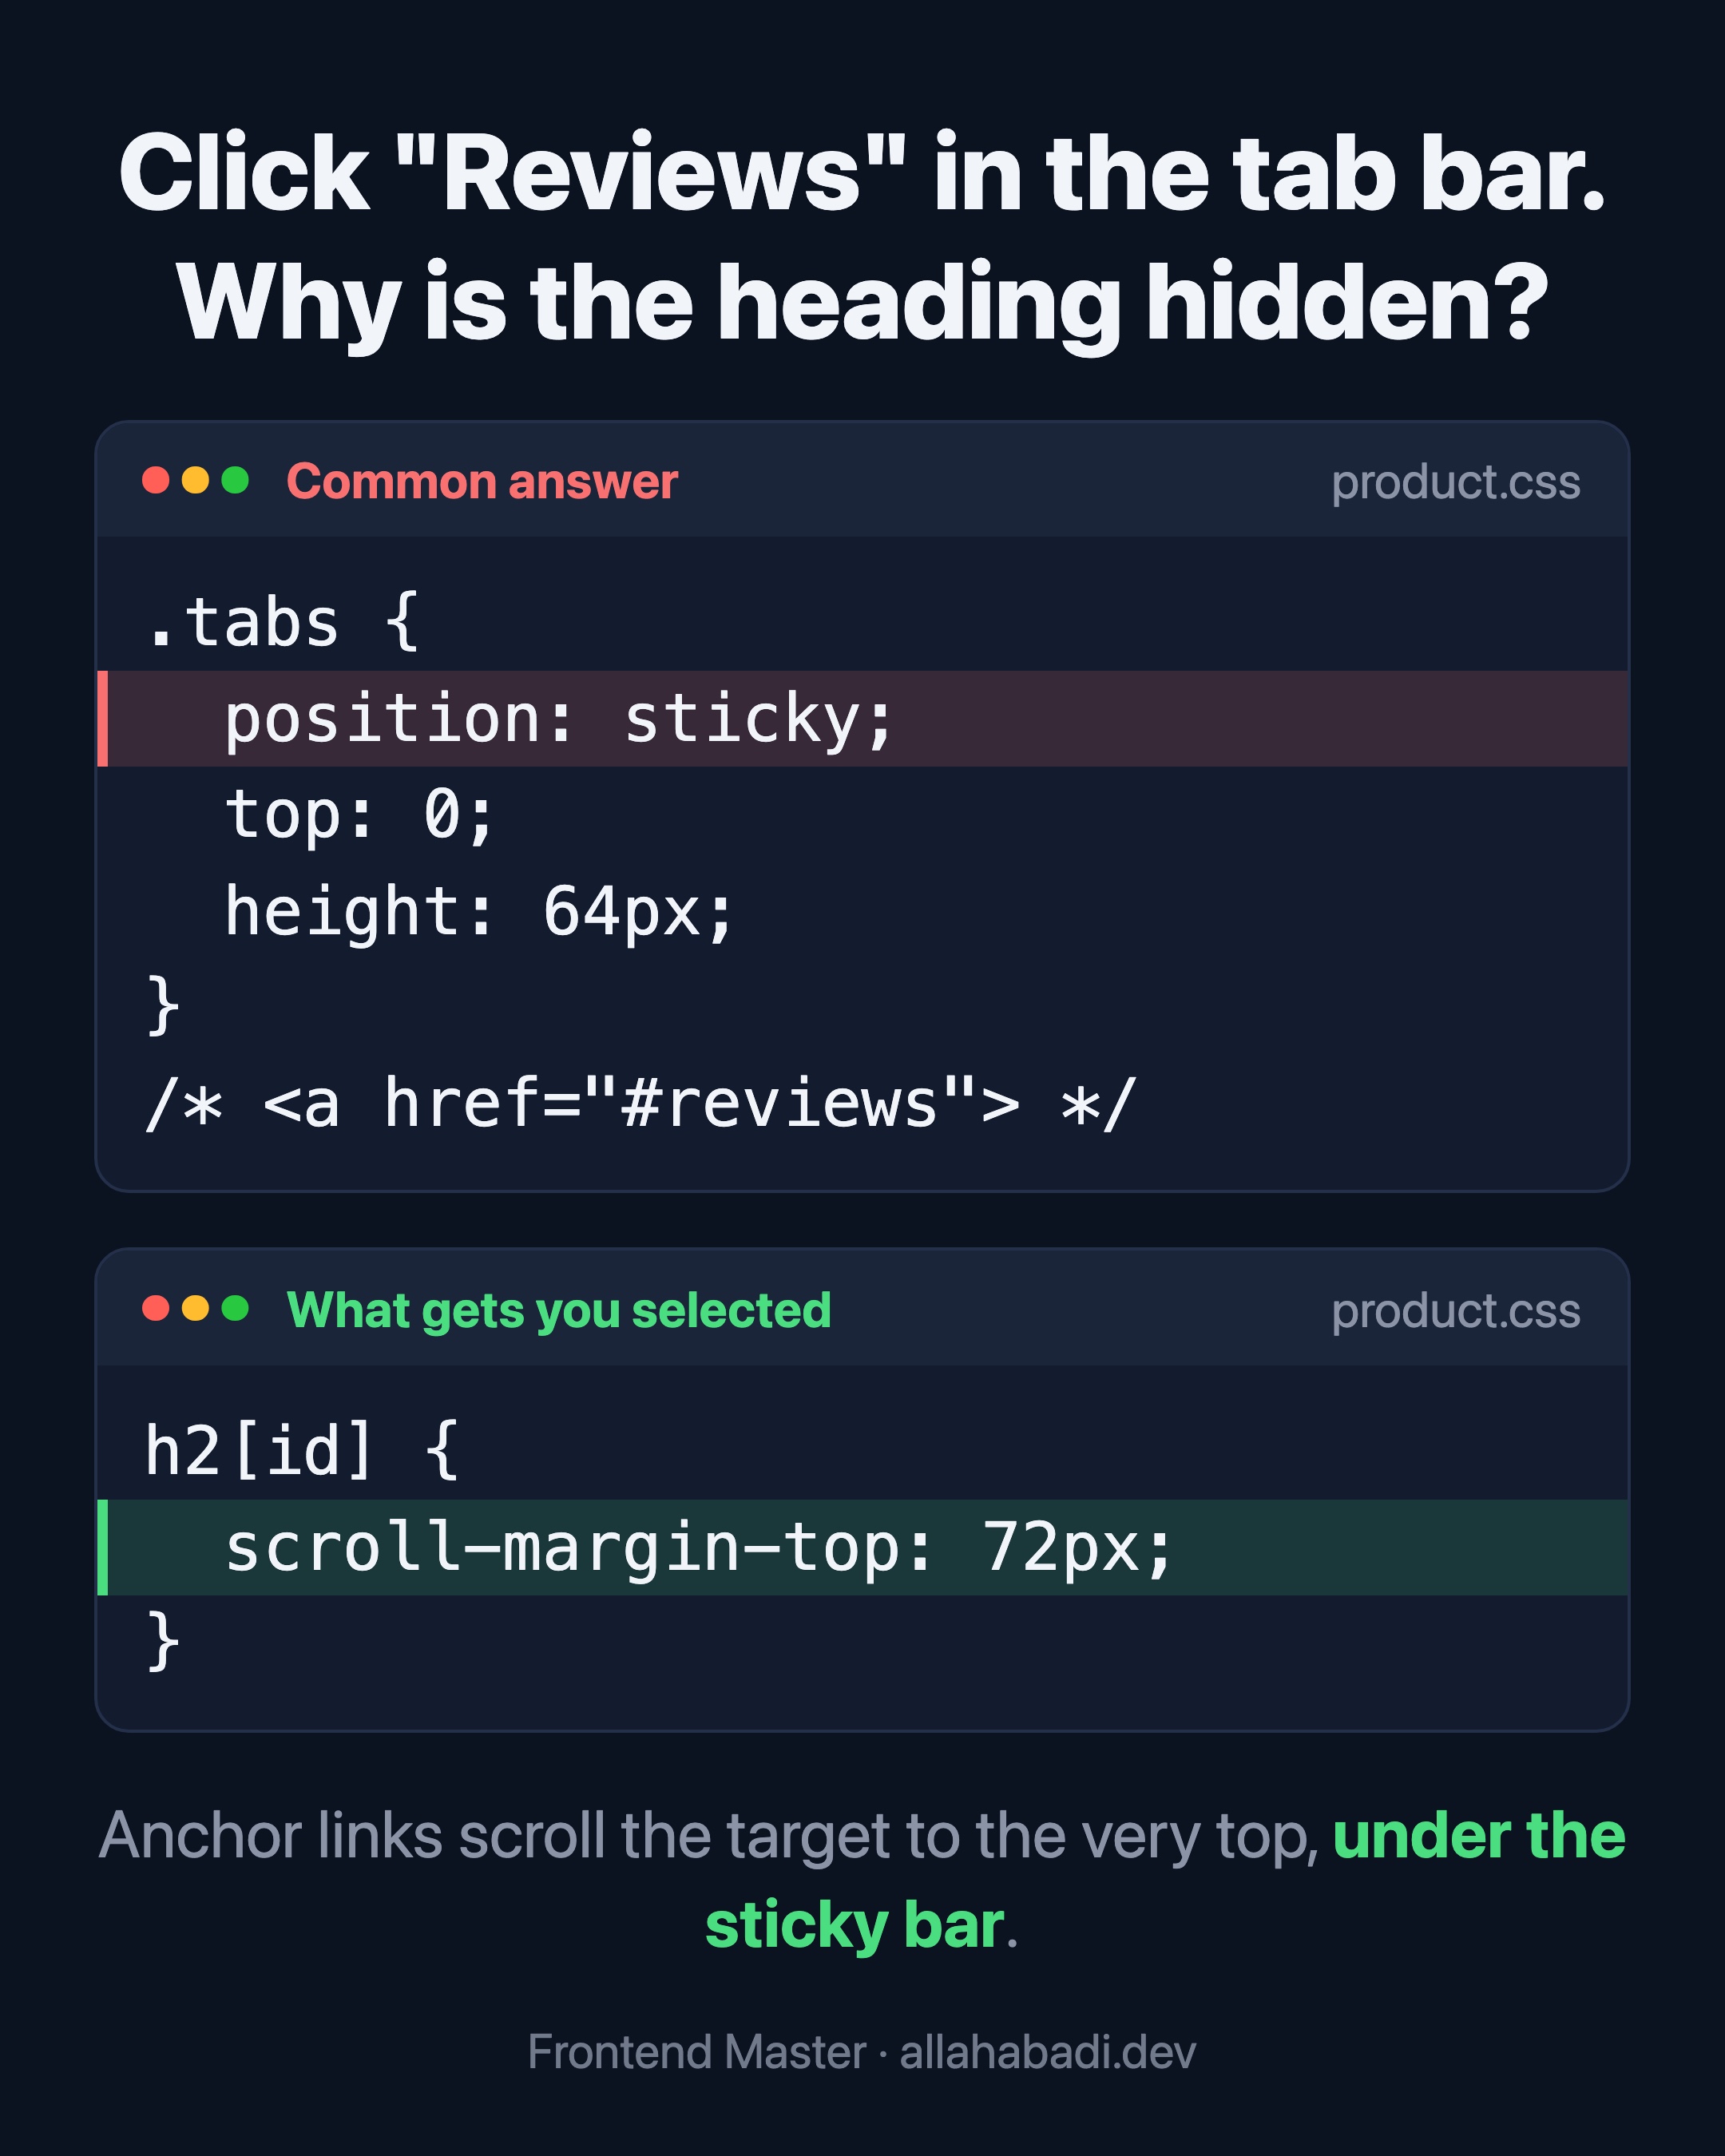 Click "Reviews" in the tab bar.
Why is the heading hidden?
Common answer product.css
.tabs {
  position: sticky;
  top: 0;
  height: 64px;
}
/* <a href="#reviews"> */
What gets you selected product.css
h2[id] {
  scroll-margin-top: 72px;
}
Anchor links scroll the target to the very top, under the
sticky bar.
Frontend Master · allahabadi.dev